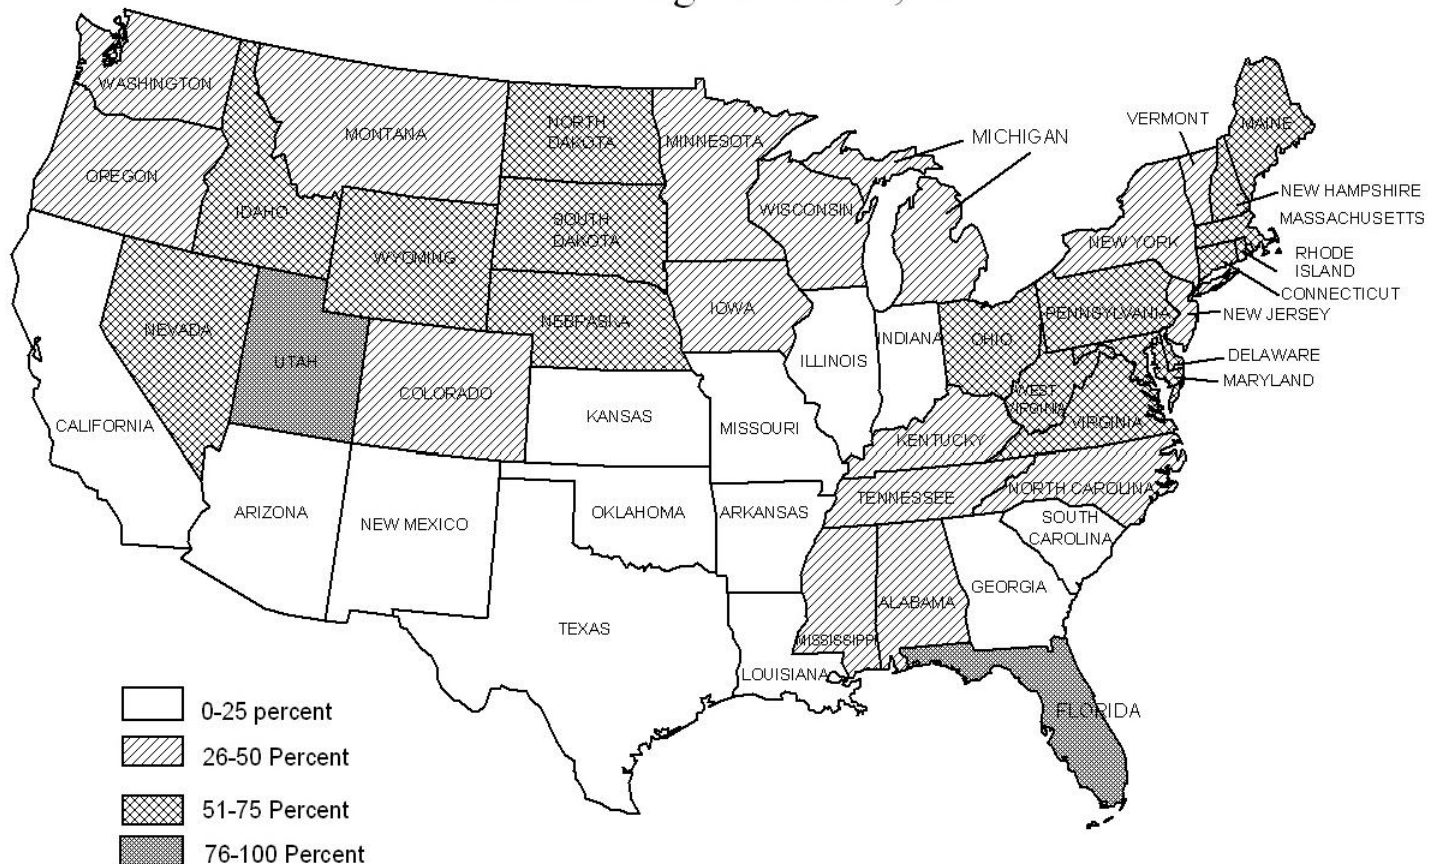 WASHINGTON
MONTANA
NORTH
DAKOTA
MINNESOTA
MICHIGAN
VERMONT
MAINE
OREGON
IDAHO
SOUTH
DAKOTA
WISCONSIN
NEW HAMPSHIRE
MASSACHUSETTS
WYOMING
NEW YORK
RHODE
ISLAND
CONNECTICUT
NEVADA
NEBRASKA
IOWA
PENNSYLVANIA
NEW JERSEY
UTAH
ILLINOIS
INDIANA
OHIO
DELAWARE
MARYLAND
COLORADO
CALIFORNIA
KANSAS
MISSOURI
WEST
VIRGINIA
VIRGINIA
KENTUCKY
TENNESSEE
NORTH CAROLINA
ARIZONA
NEW MEXICO
OKLAHOMA
ARKANSAS
SOUTH
CAROLINA
GEORGIA
ALABAMA
MISSISSIPPI
TEXAS
LOUISIANA
FLORIDA
0-25 percent
26-50 Percent
51-75 Percent
76-100 Percent